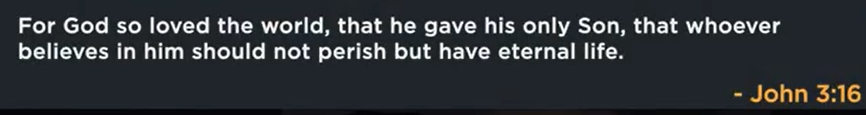 For God so loved the world, that he gave his only Son, that whoever
believes in him should not perish but have eternal life.
- John 3:16